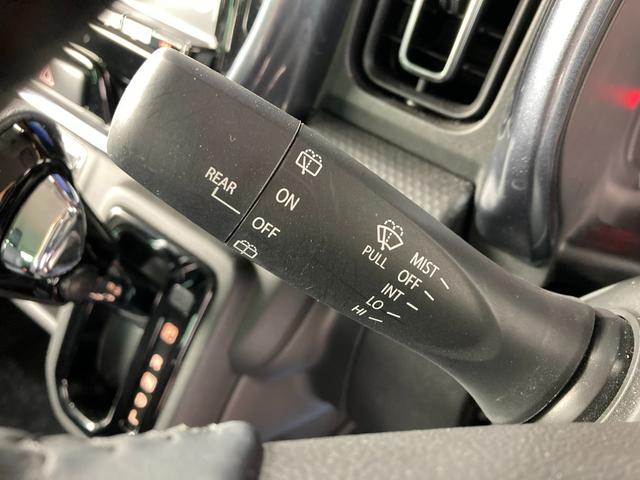 REAR
ON
OFF
PULL
MIST
OFF
INT
LO
HI